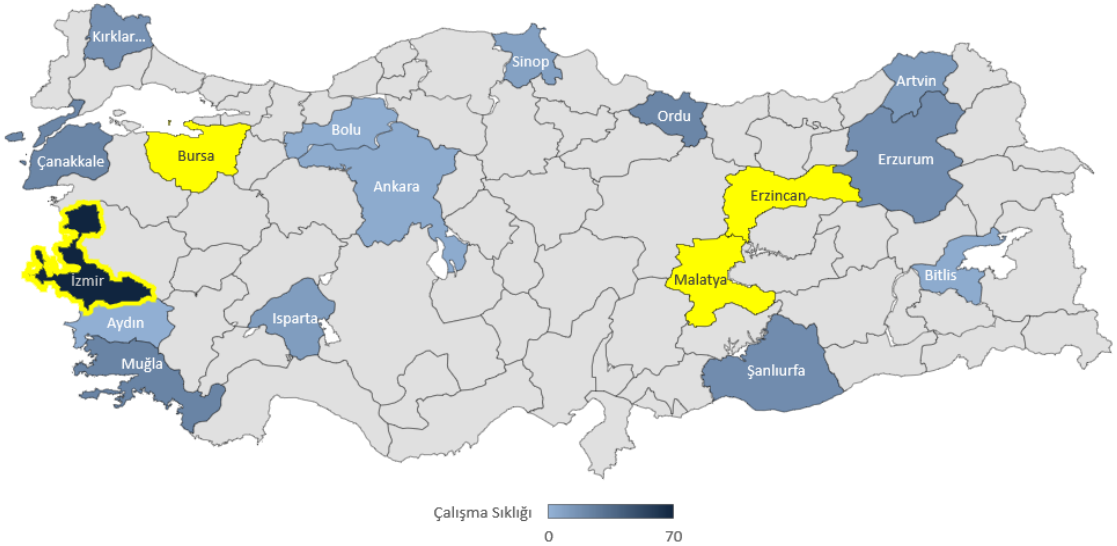 Kırklar...
Sinop
Artvin
Ordu
Bolu
Çanakkale
Bursa
Erzurum
Ankara
Erzincan
Bitlis
İzmir
Malatya
Isparta
Aydın
Muğla
Şanlıurfa
Çalışma Sıklığı
0 70